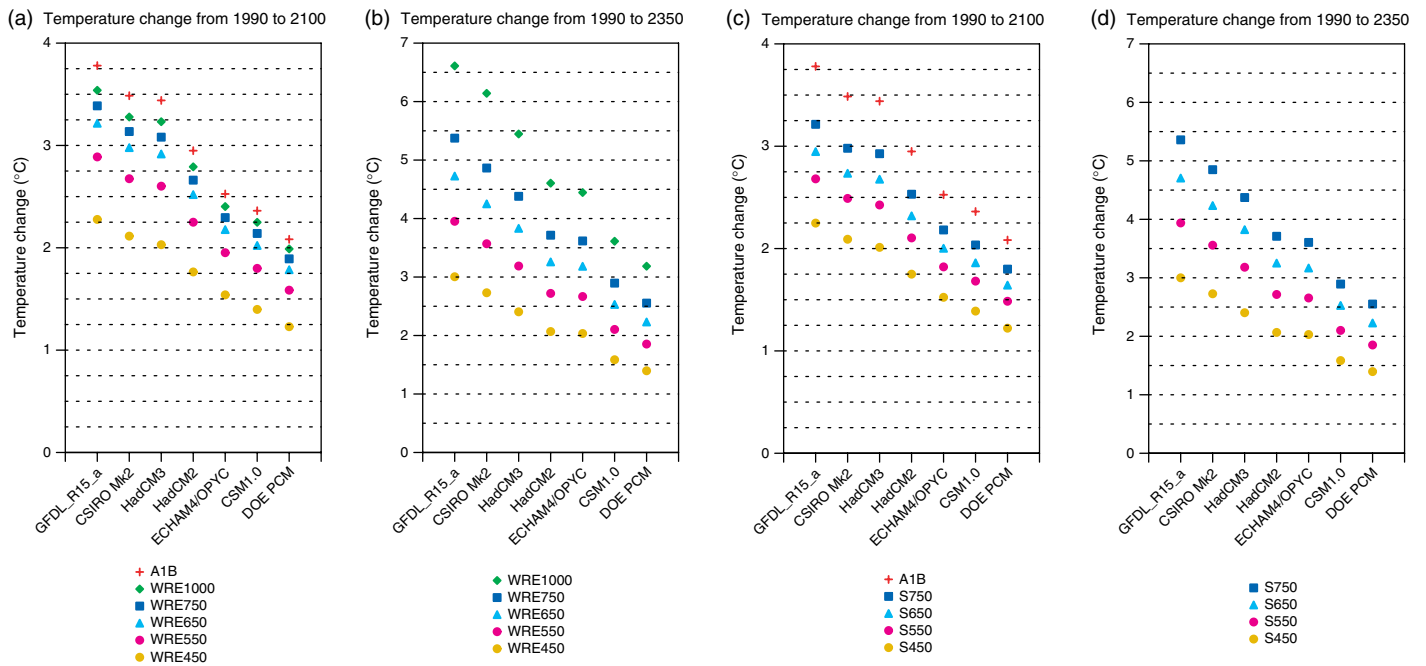 (a) Temperature change from 1990 to 2100
Temperature change (°C)
4
3
2
1
0
GFDL_R15_a
CSIRO Mk2
HadCM3
HadCM2
ECHAM4/OPYC
CSM1.0
DOE PCM
A1B
WRE1000
WRE750
WRE650
WRE550
WRE450
(b) Temperature change from 1990 to 2350
Temperature change (°C)
7
6
5
4
3
2
1
0
GFDL_R15_a
CSIRO Mk2
HadCM3
HadCM2
ECHAM4/OPYC
CSM1.0
DOE PCM
WRE1000
WRE750
WRE650
WRE550
WRE450
(c) Temperature change from 1990 to 2100
Temperature change (°C)
4
3
2
1
0
GFDL_R15_a
CSIRO Mk2
HadCM3
HadCM2
ECHAM4/OPYC
CSM1.0
DOE PCM
A1B
S750
S650
S550
S450
(d) Temperature change from 1990 to 2350
Temperature change (°C)
7
6
5
4
3
2
1
0
GFDL_R15_a
CSIRO Mk2
HadCM3
HadCM2
ECHAM4/OPYC
CSM1.0
DOE PCM
S750
S650
S550
S450